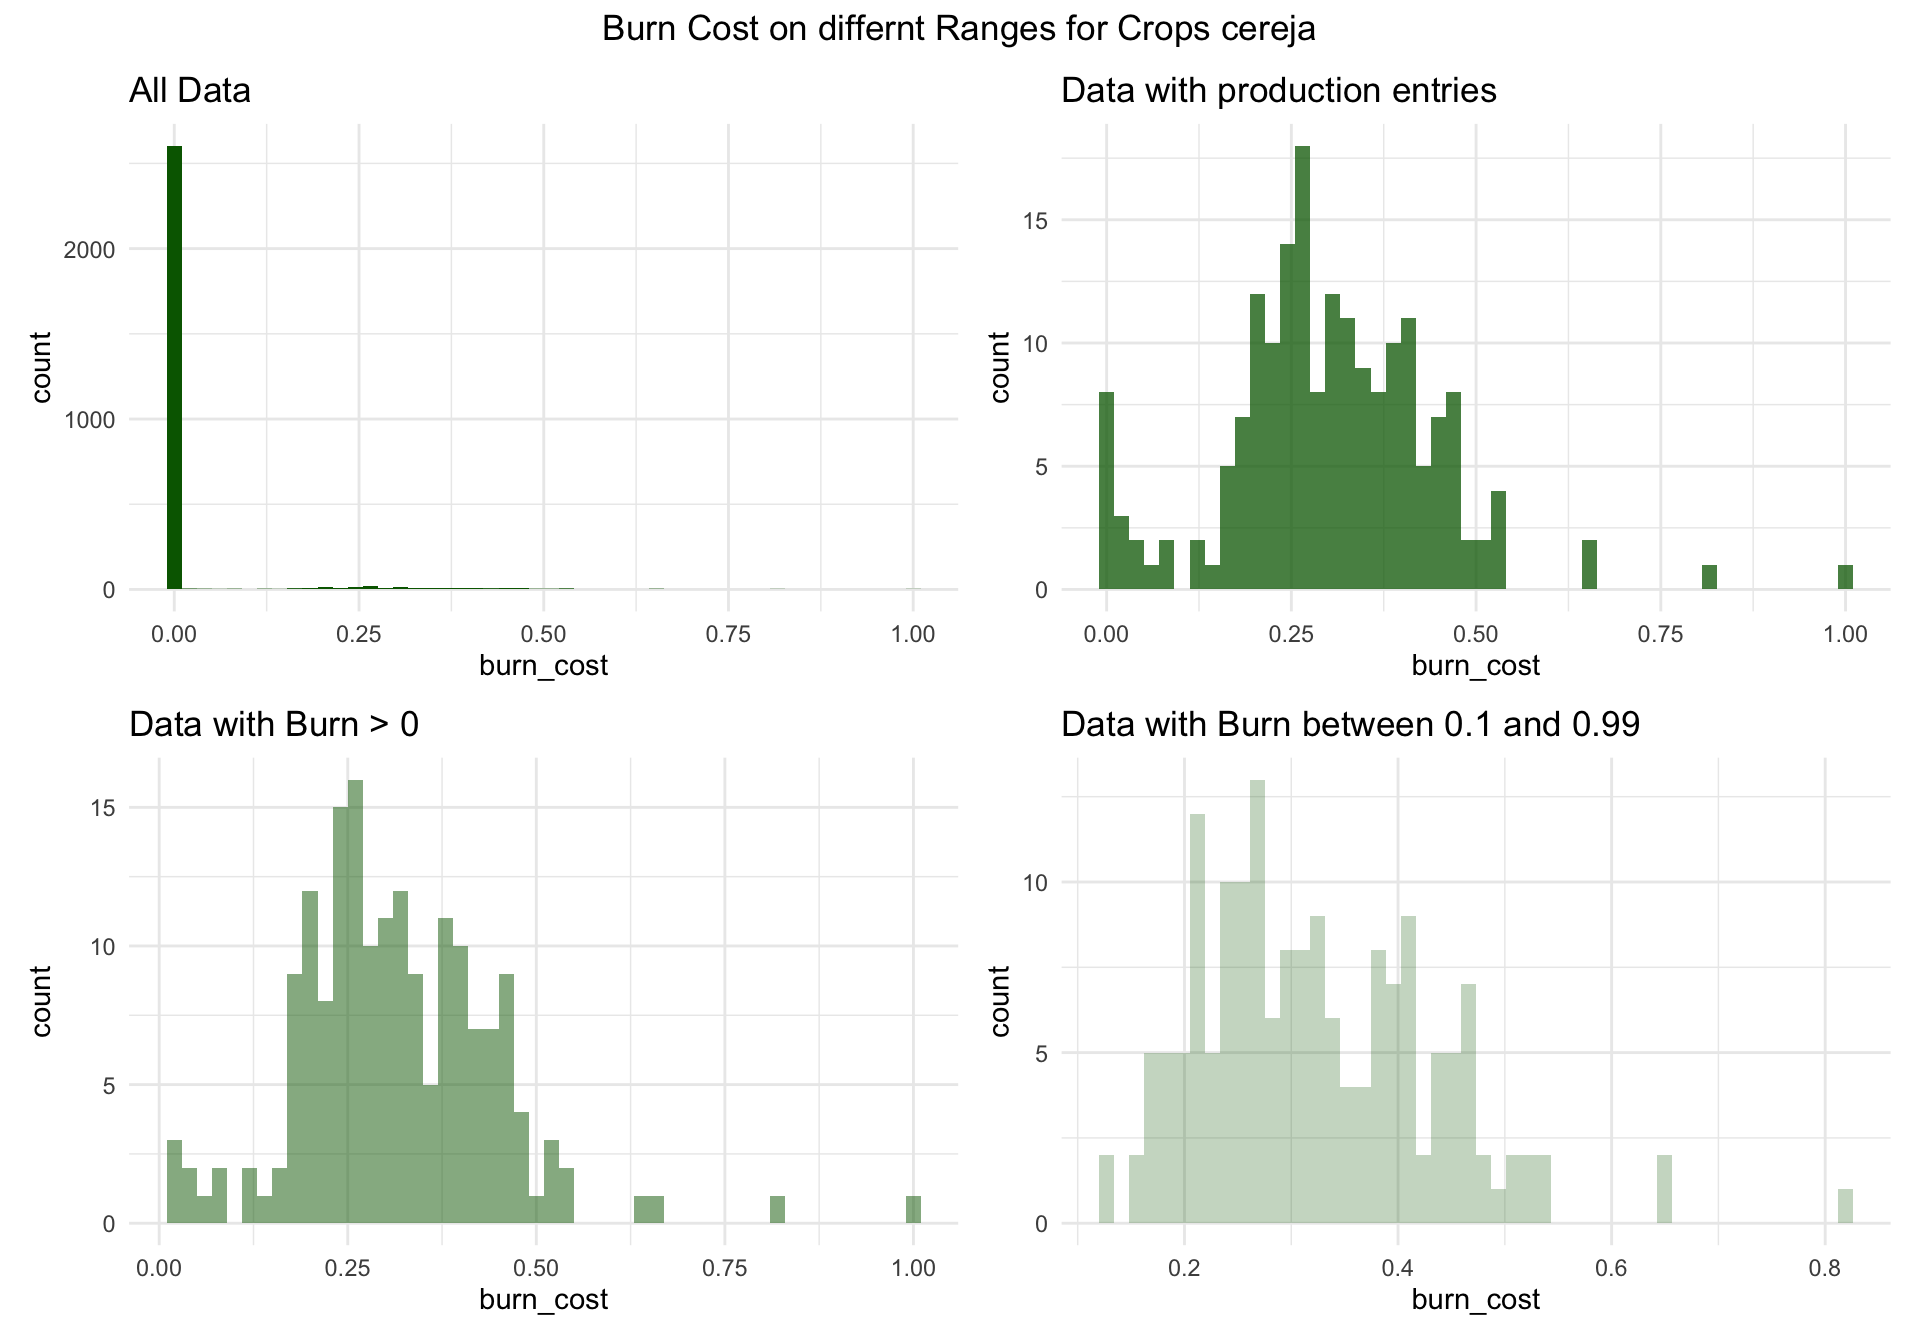 Burn Cost on differnt Ranges for Crops cereja
All Data
count
2000
1000
0
0.00 0.25 0.50 0.75 1.00
burn_cost
Data with production entries
count
15
10
5
0
0.00 0.25 0.50 0.75 1.00
burn_cost
Data with Burn > 0
count
15
10
5
0
0.00 0.25 0.50 0.75 1.00
burn_cost
Data with Burn between 0.1 and 0.99
count
10
5
0
0.2 0.4 0.6 0.8
burn_cost